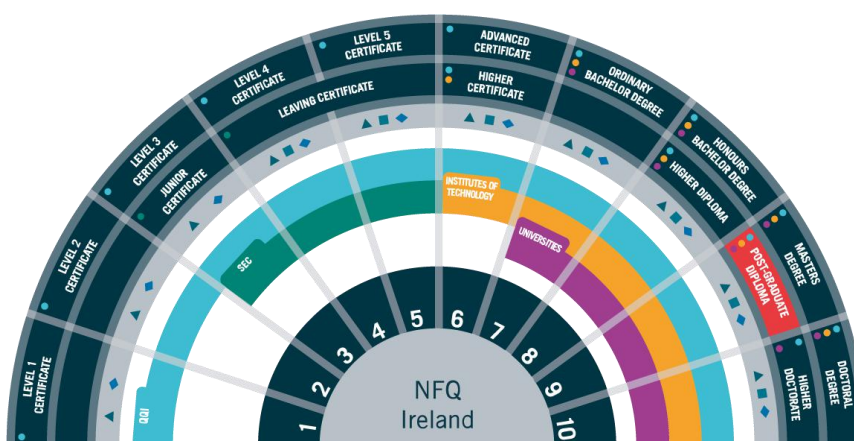 LEVEL 1
CERTIFICATE
LEVEL 2
CERTIFICATE
LEVEL 3
CERTIFICATE
LEVEL 4
CERTIFICATE
LEVEL 5
CERTIFICATE
ADVANCED
CERTIFICATE
ORDINARY
BACHELOR DEGREE
HONOURS
BACHELOR DEGREE
MASTERS
DEGREE
DOCTORAL
DEGREE
JUNIOR
CERTIFICATE
LEAVING CERTIFICATE
HIGHER
CERTIFICATE
HIGHER DIPLOMA
POST-GRADUATE
DIPLOMA
HIGHER
DOCTORATE
QQI
SEC
INSTITUTES OF
TECHNOLOGY
UNIVERSITIES
1
2
3
4
5
6
7
8
9
10
NFQ
Ireland